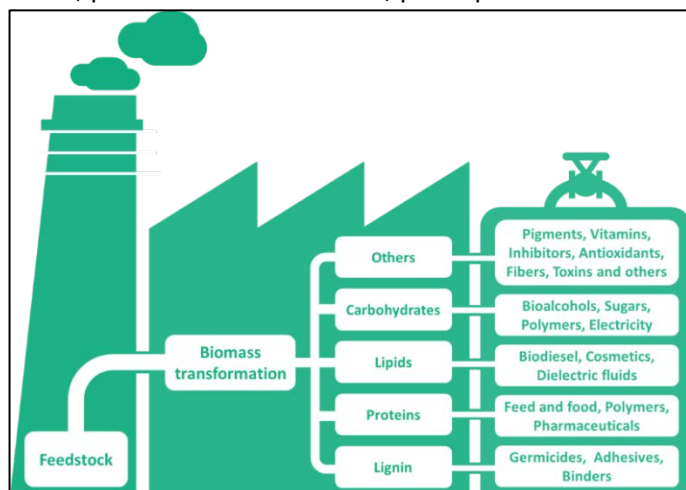 Others
Pigments, Vitamins,
Inhibitors, Antioxidants,
Fibers, Toxins and others
Carbohydrates
Bioalcohols, Sugars,
Polymers, Electricity
Biomass
transformation
Lipids
Biodiesel, Cosmetics,
Dielectric fluids
Proteins
Feed and food, Polymers,
Pharmaceuticals
Feedstock
Lignin
Germicides, Adhesives,
Binders